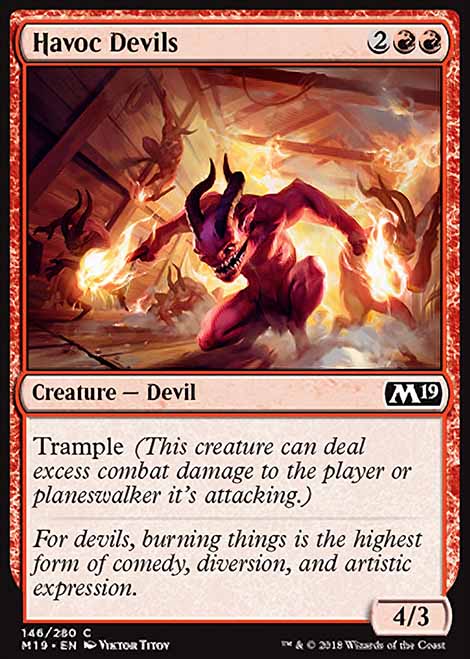 Havoc Devils 2
Creature — Devil M19
Trample (This creature can deal
excess combat damage to the player or
planeswalker it's attacking.)
For devils, burning things is the highest
form of comedy, diversion, and artistic
expression.
4/3
146/280 C
M19 • EN Viktor Titov
™ & © 2018 Wizards of the Coast